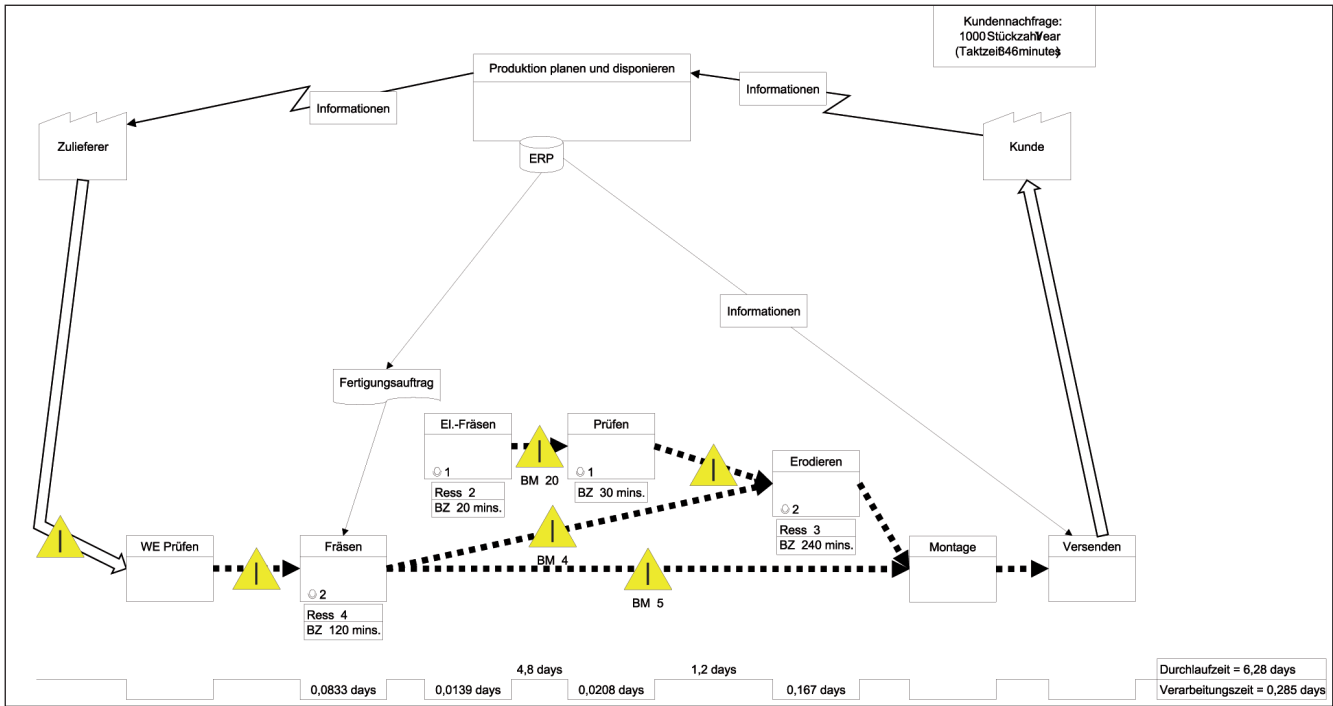 Kundennachfrage:
1000 Stückzahl/Year
(Taktzeit 346 minutes)
Produktion planen und disponieren
Informationen
Informationen
Zulieferer
ERP
Kunde
Informationen
Fertigungsauftrag
El.-Fräsen
1
Ress 2
BZ 20 mins.
BM 20
Prüfen
1
BZ 30 mins.
Erodieren
2
Ress 3
BZ 240 mins.
WE Prüfen
Fräsen
2
Ress 4
BZ 120 mins.
BM 4
BM 5
Montage
Versenden
4,8 days
1,2 days
Durchlaufzeit = 6,28 days
0,0833 days
0,0139 days
0,0208 days
0,167 days
Verarbeitungszeit = 0,285 days